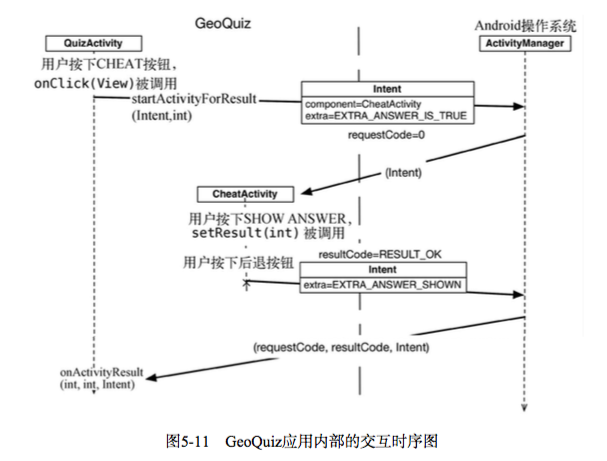 GeoQuiz
Android操作系统
QuizActivity
ActivityManager
用户按下CHEAT按钮，
onClick(View)被调用
startActivityForResult
(Intent,int)
Intent
component=CheatActivity
extra=EXTRA_ANSWER_IS_TRUE
requestCode=0
(Intent)
CheatActivity
用户按下SHOW ANSWER，
setResult(int) 被调用
用户按下后退按钮
resultCode=RESULT_OK
Intent
extra=EXTRA_ANSWER_SHOWN
(requestCode, resultCode, Intent)
onActivityResult
(int, int, Intent)
图5-11 GeoQuiz应用内部的交互时序图